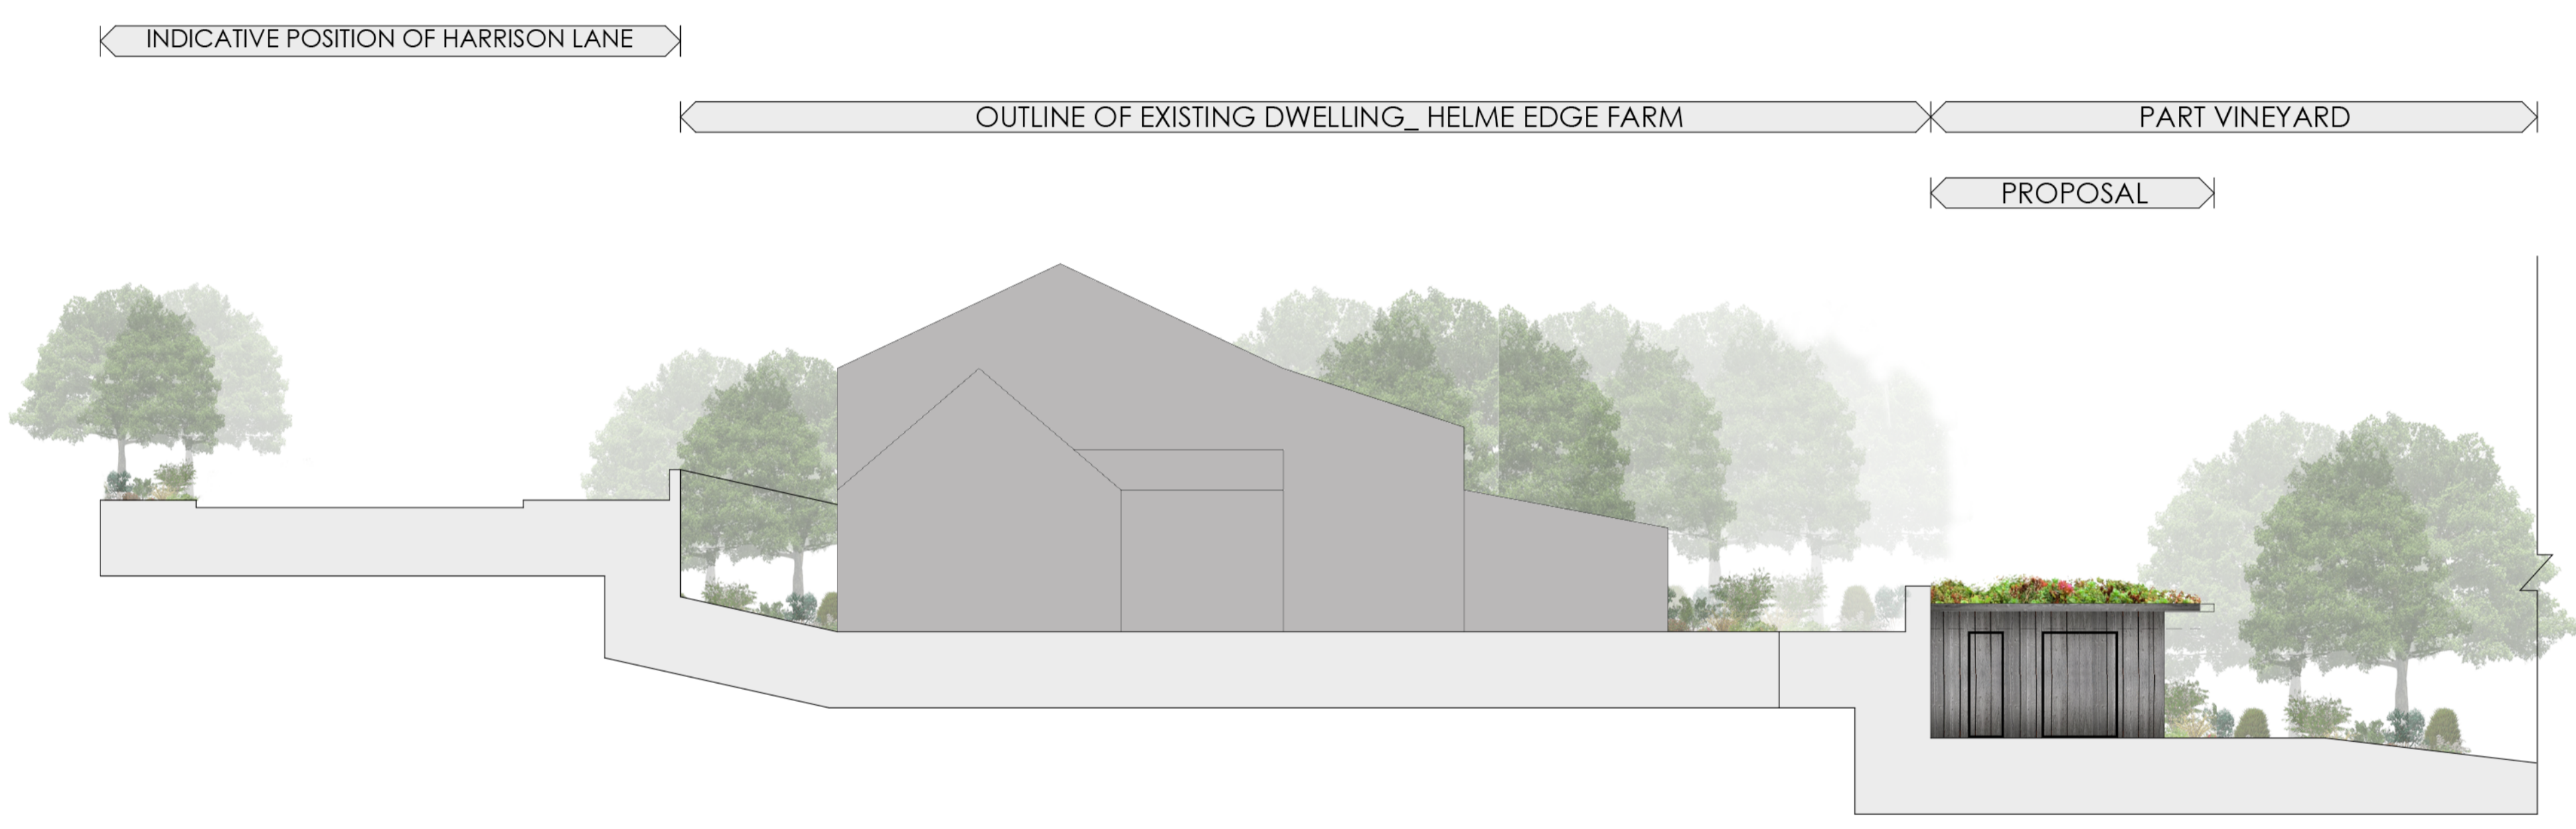 INDICATIVE POSITION OF HARRISON LANE
OUTLINE OF EXISTING DWELLING_ HELME EDGE FARM
PART VINEYARD
PROPOSAL